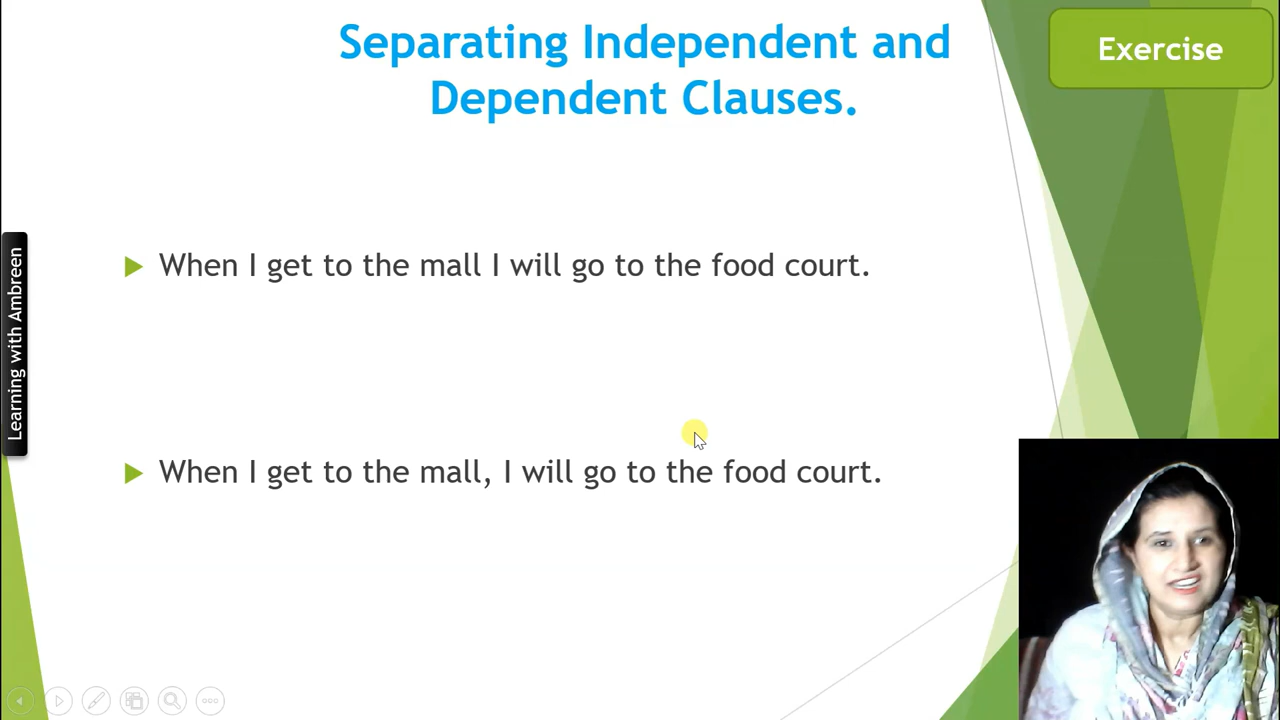 Separating Independent and
Dependent Clauses.
Exercise
When I get to the mall I will go to the food court.
When I get to the mall, I will go to the food court.
Learning with Ambreen